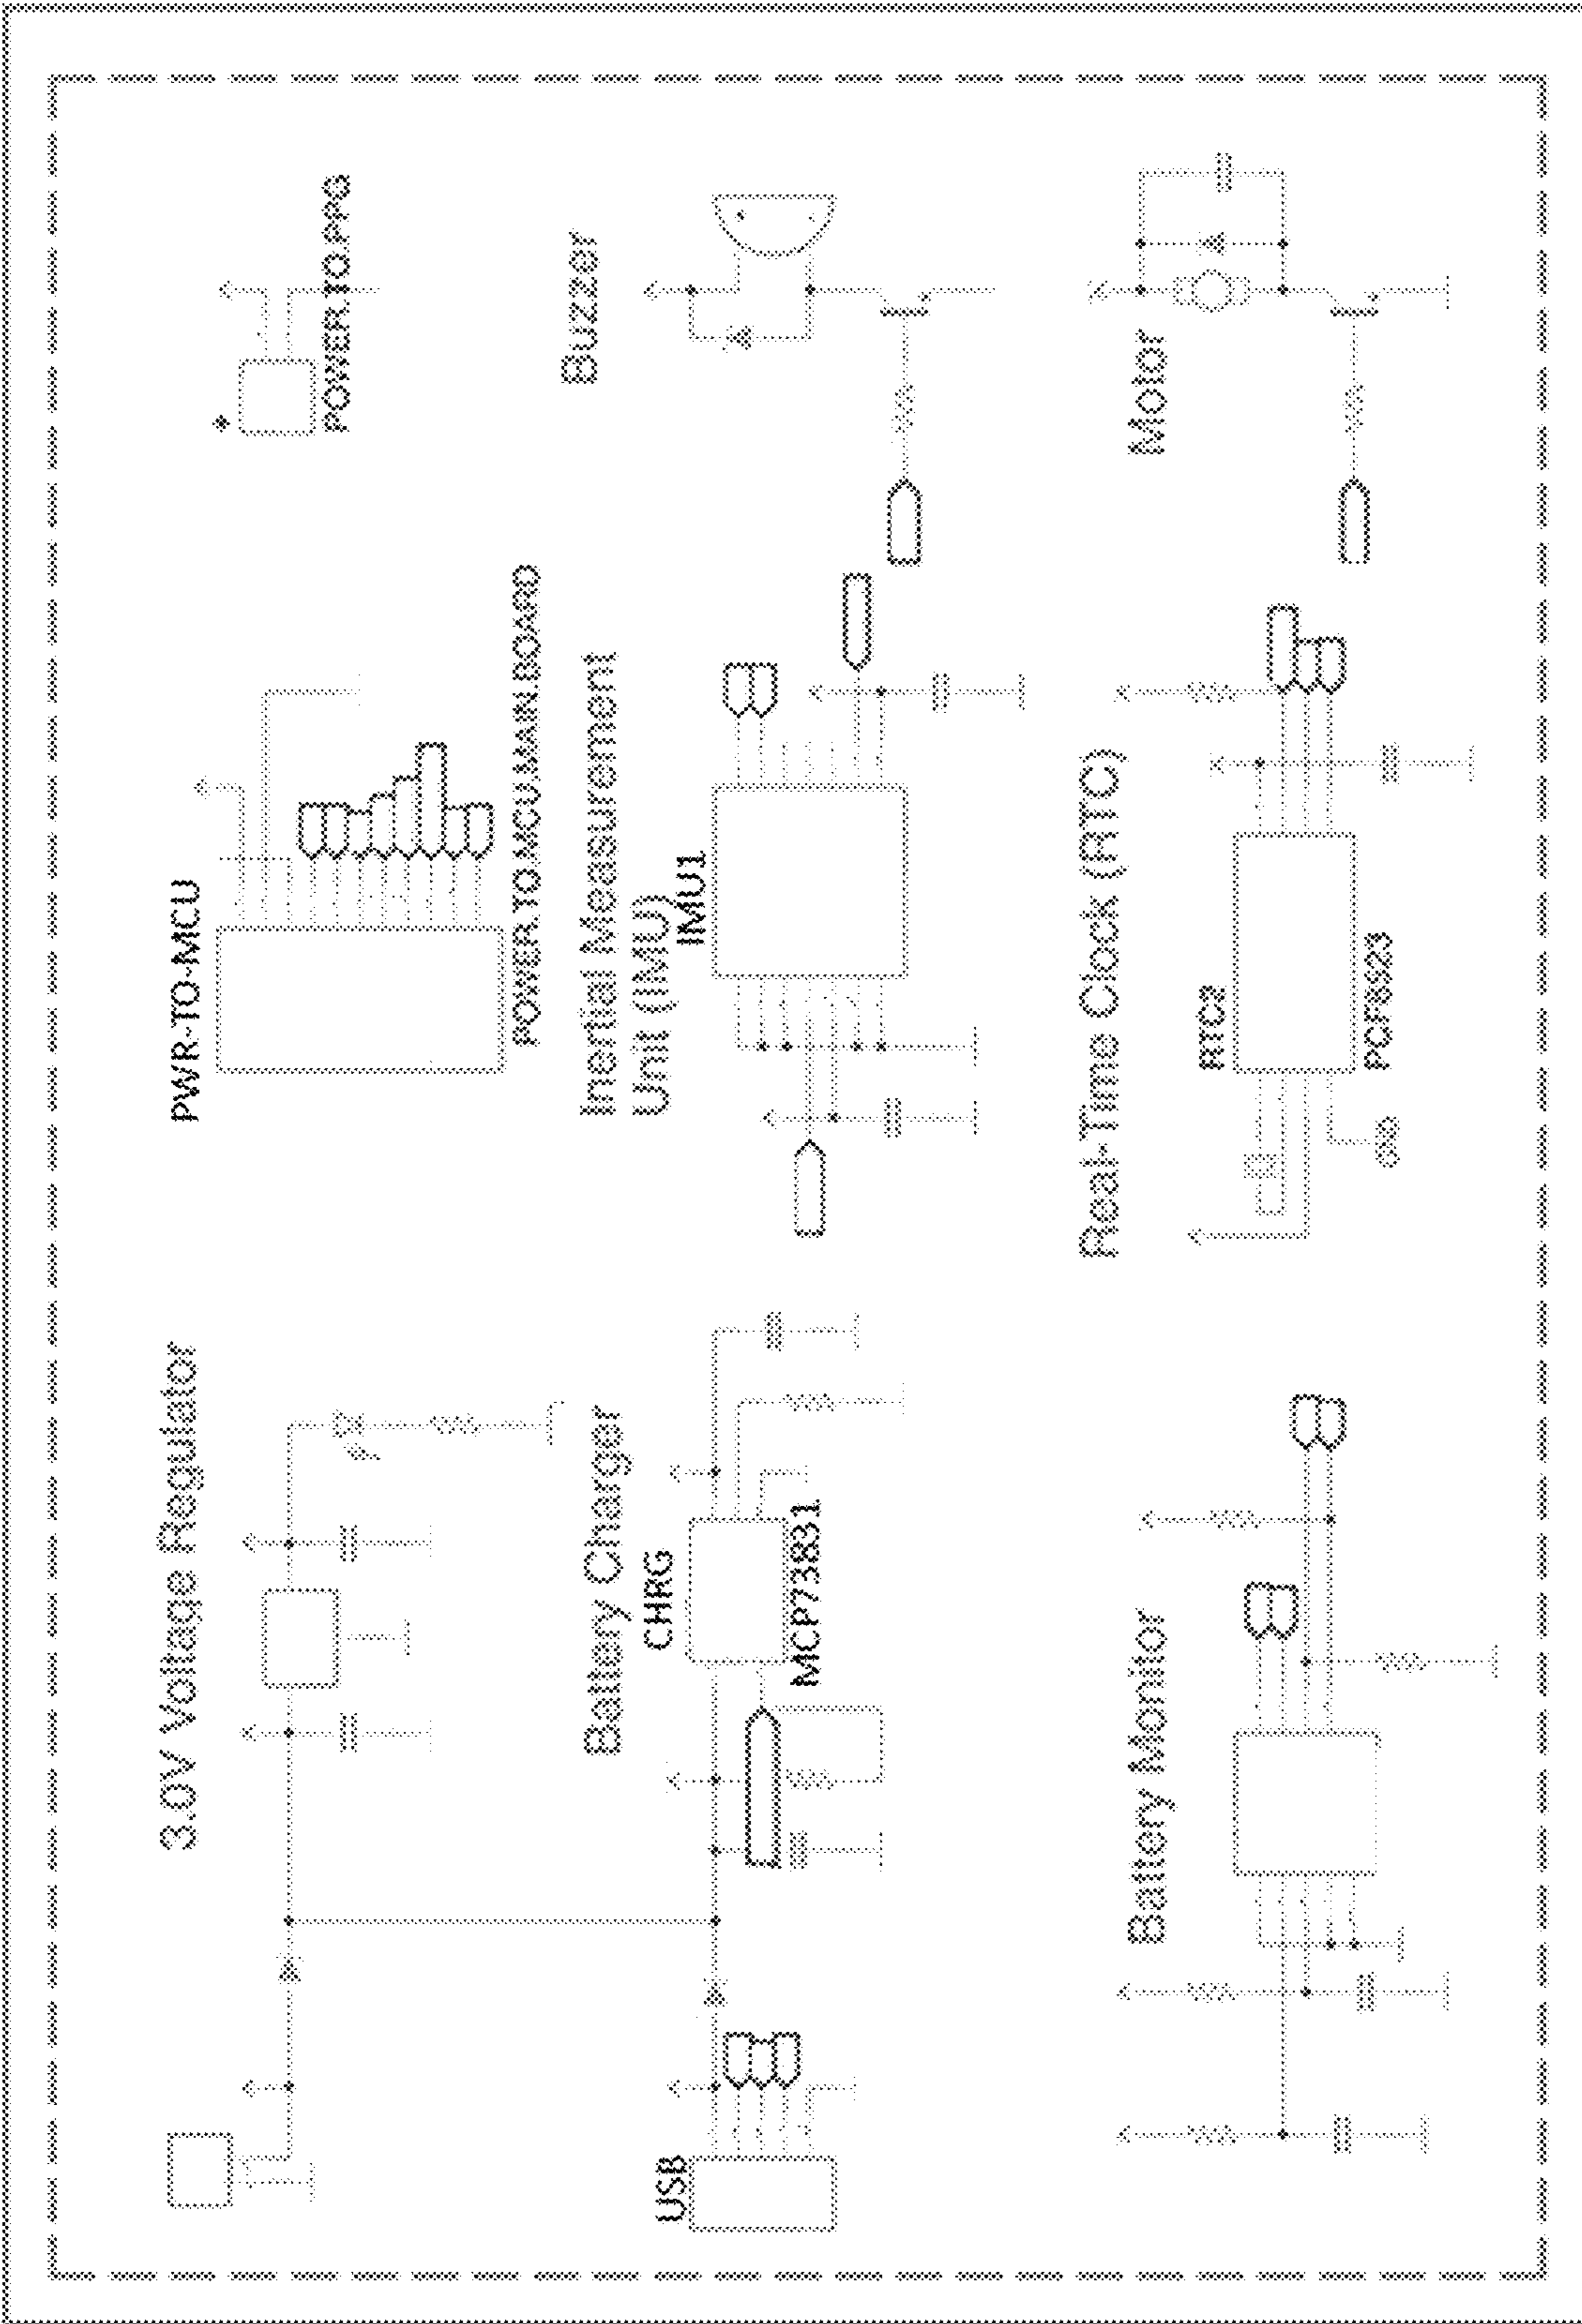 3.0V Voltage Regulator
PWR-TO-MCU
POWER.TO.MCU.MAIN.BOARD
POWER.TO.PPG
USB
Battery Charger
CHRG
MCP73831
Inertial Measurement
Unit (IMU)
IMU1
Buzzer
Battery Monitor
Real-Time Clock (RTC)
RTC2
PCF8523
GND
Motor